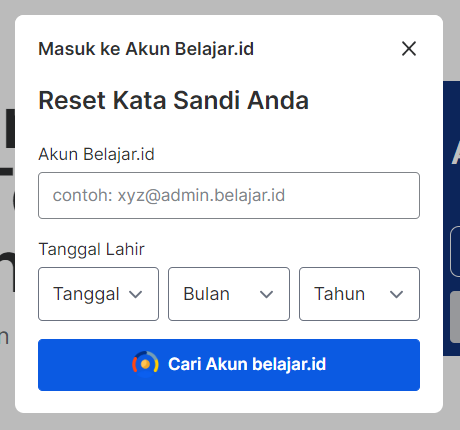 Masuk ke Akun Belajar.id
Reset Kata Sandi Anda
Akun Belajar.id
contoh: xyz@admin.belajar.id
Tanggal Lahir
Tanggal Bulan Tahun
Cari Akun belajar.id